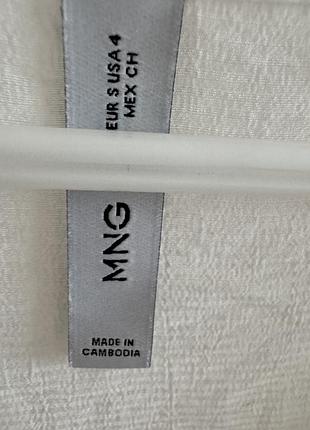 EUR S USA 4
MEX CH
MNG
MADE IN
CAMBODIA